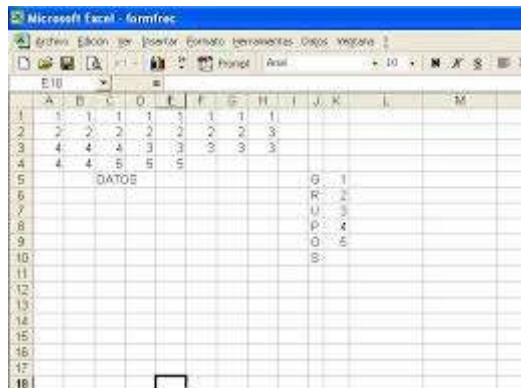 Microsoft Excel - formfrec
Archivo Edición Ver Insertar Formato Herramientas Datos Ventana ?
Prompt Arial 10 N K S
E18 =
A B C D E F G H I J K L M
1 1 1 1 1 1 1 1 1
2 2 2 2 2 2 2 2 3
3 4 4 4 3 3 3 3 3
4 4 4 5 5 5
5 DATOS G 1
6 R 2
7 U 3
8 P 4
9 O 5
10 S
11
12
13
14
15
16
17
18